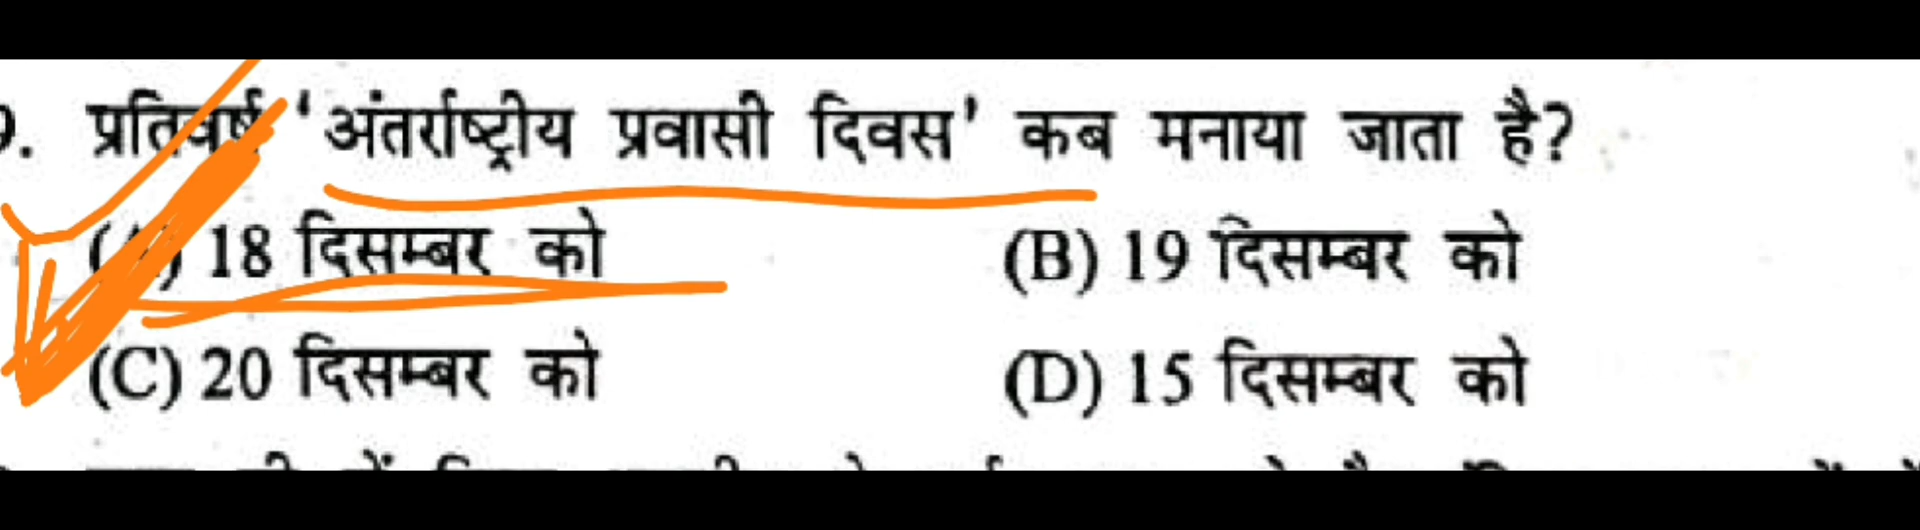 9. प्रतिवर्ष 'अंतर्राष्ट्रीय प्रवासी दिवस' कब मनाया जाता है?
(A) 18 दिसम्बर को (B) 19 दिसम्बर को
(C) 20 दिसम्बर को (D) 15 दिसम्बर को